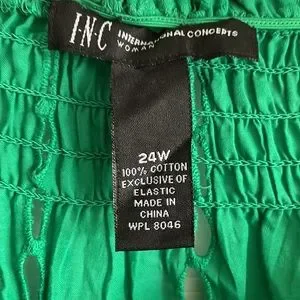 I·N·C INTERNATIONAL CONCEPTS
WOMAN
24W
100% COTTON
EXCLUSIVE OF
ELASTIC
MADE IN
CHINA
WPL 8046